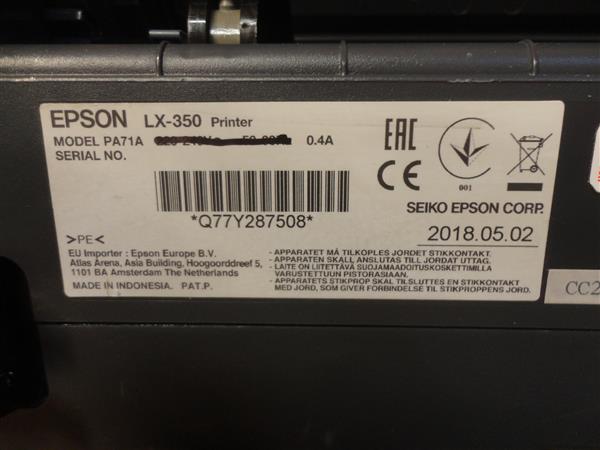 EPSON LX-350 Printer
MODEL PA71A 0.4A
SERIAL NO.
*Q77Y287508*
>PE<
EU Importer : Epson Europe B.V.
Atlas Arena, Asia Building, Hoogoorddreef 5,
1101 BA Amsterdam The Netherlands
MADE IN INDONESIA. PAT.P.
EAC
CE
001
SEIKO EPSON CORP.
2018.05.02
- APPARATET MÅ TILKOPLES JORDET STIKKONTAKT.
- APPARATEN SKALL ANSLUTAS TILL JORDAT UTTAG.
- LAITE ON LIITETTÄVÄ SUOJAMAADOITUSKOSKETTIMILLA
VARUSTETTUUN PISTORASIAAN.
- APPARATETS STIKPROP SKAL TILSLUTTES EN STIKKONTAKT
MED JORD, SOM GIVER FORBINDELSE TIL STIKPROPPENS JORD.
CC2